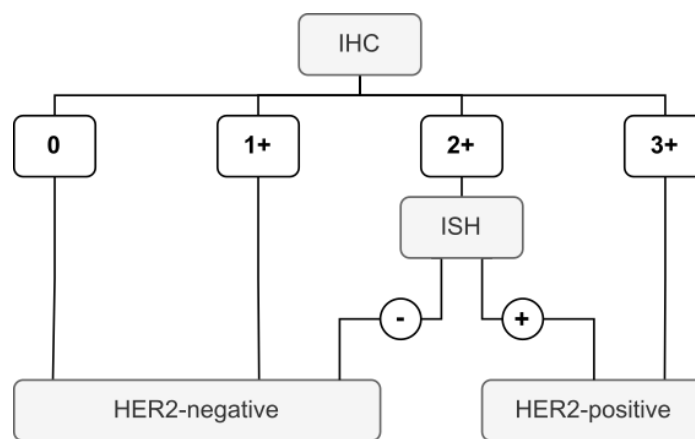 IHC
0
1+
2+
3+
ISH
-
+
HER2-negative
HER2-positive